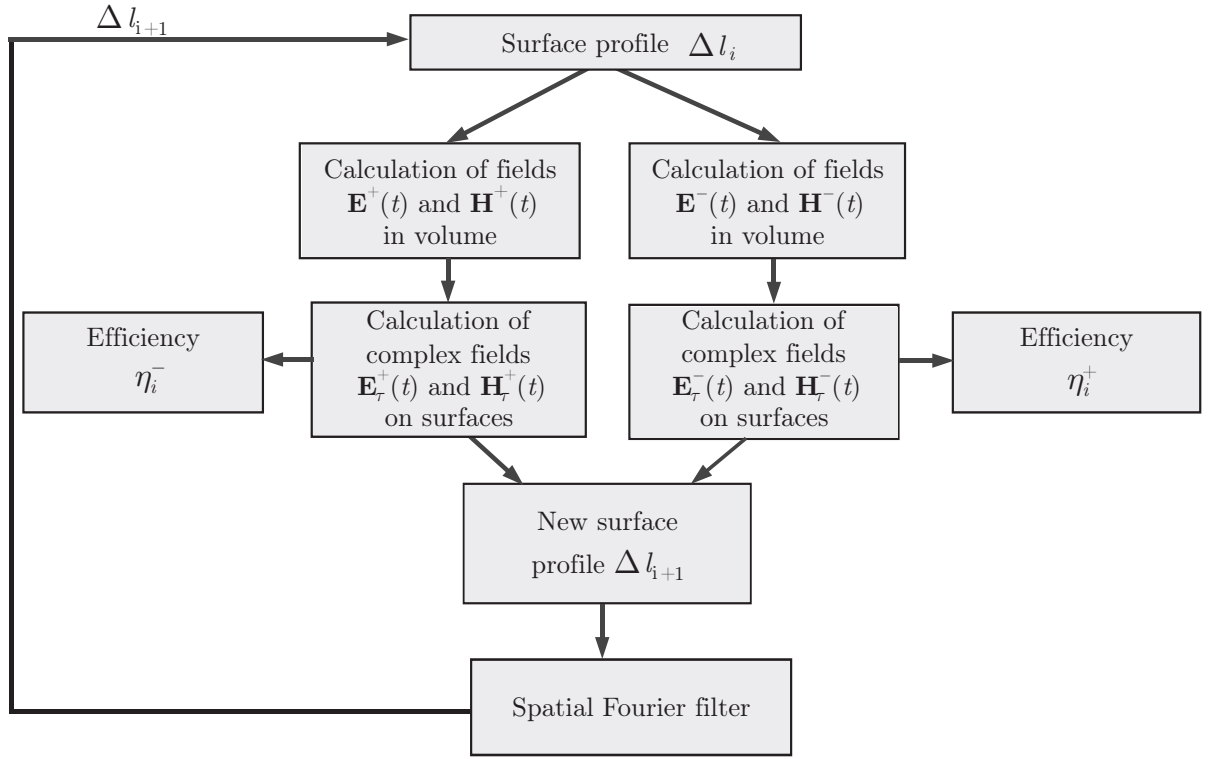 Δ l_{i+1}
Surface profile Δ l_i
Calculation of fields
E^+(t) and H^+(t)
in volume
Calculation of fields
E^−(t) and H^−(t)
in volume
Efficiency
η_i^−
Calculation of
complex fields
E_τ^+(t) and H_τ^+(t)
on surfaces
Calculation of
complex fields
E_τ^−(t) and H_τ^−(t)
on surfaces
Efficiency
η_i^+
New surface
profile Δ l_{i+1}
Spatial Fourier filter